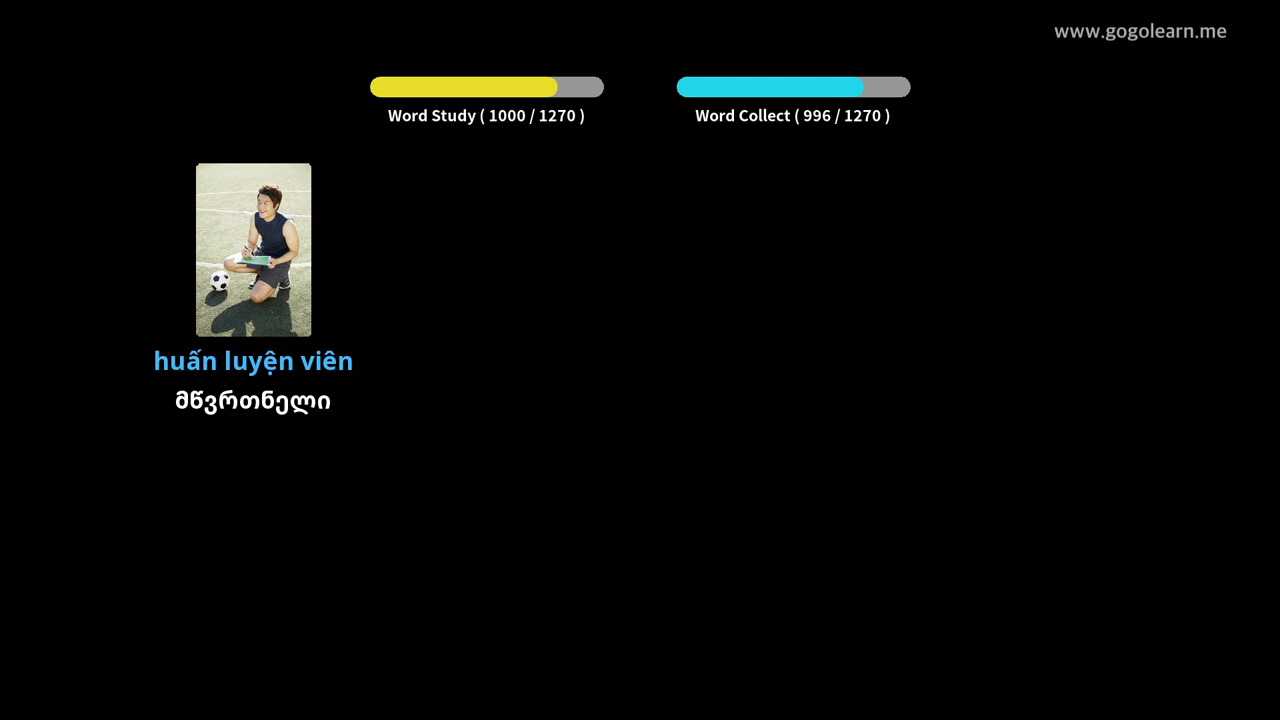 www.gogolearn.me
Word Study ( 1000 / 1270 )
Word Collect ( 996 / 1270 )
huấn luyện viên
მწვრთნელი